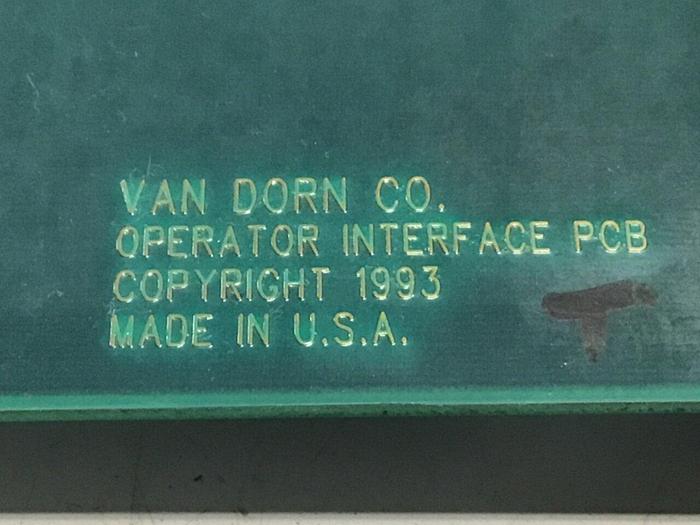 VAN DORN CO.
OPERATOR INTERFACE PCB
COPYRIGHT 1993
MADE IN U.S.A.